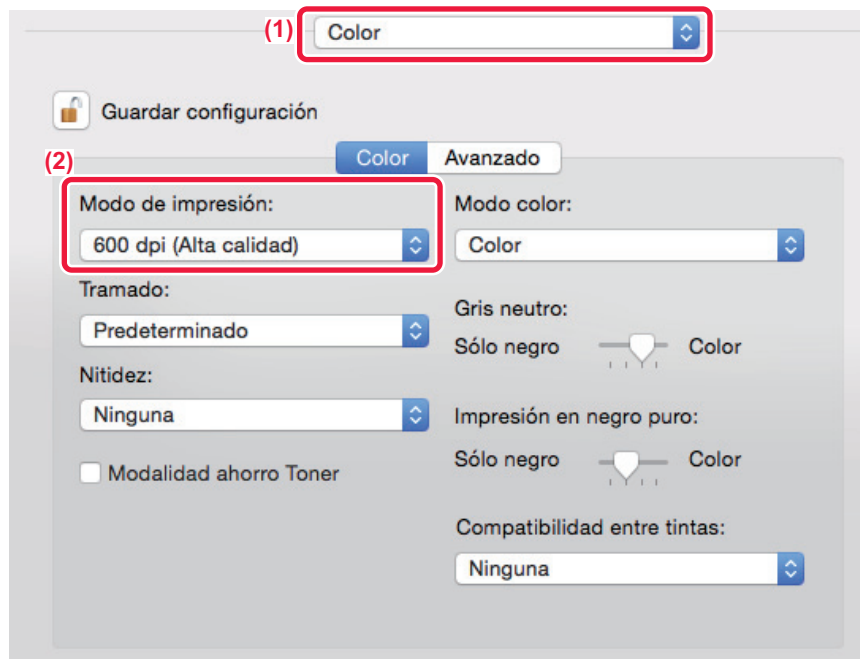 (1)
Color
Guardar configuración
(2)
Color Avanzado
Modo de impresión:
600 dpi (Alta calidad)
Tramado:
Predeterminado
Nitidez:
Ninguna
Modalidad ahorro Toner
Modo color:
Color
Gris neutro:
Sólo negro Color
Impresión en negro puro:
Sólo negro Color
Compatibilidad entre tintas:
Ninguna